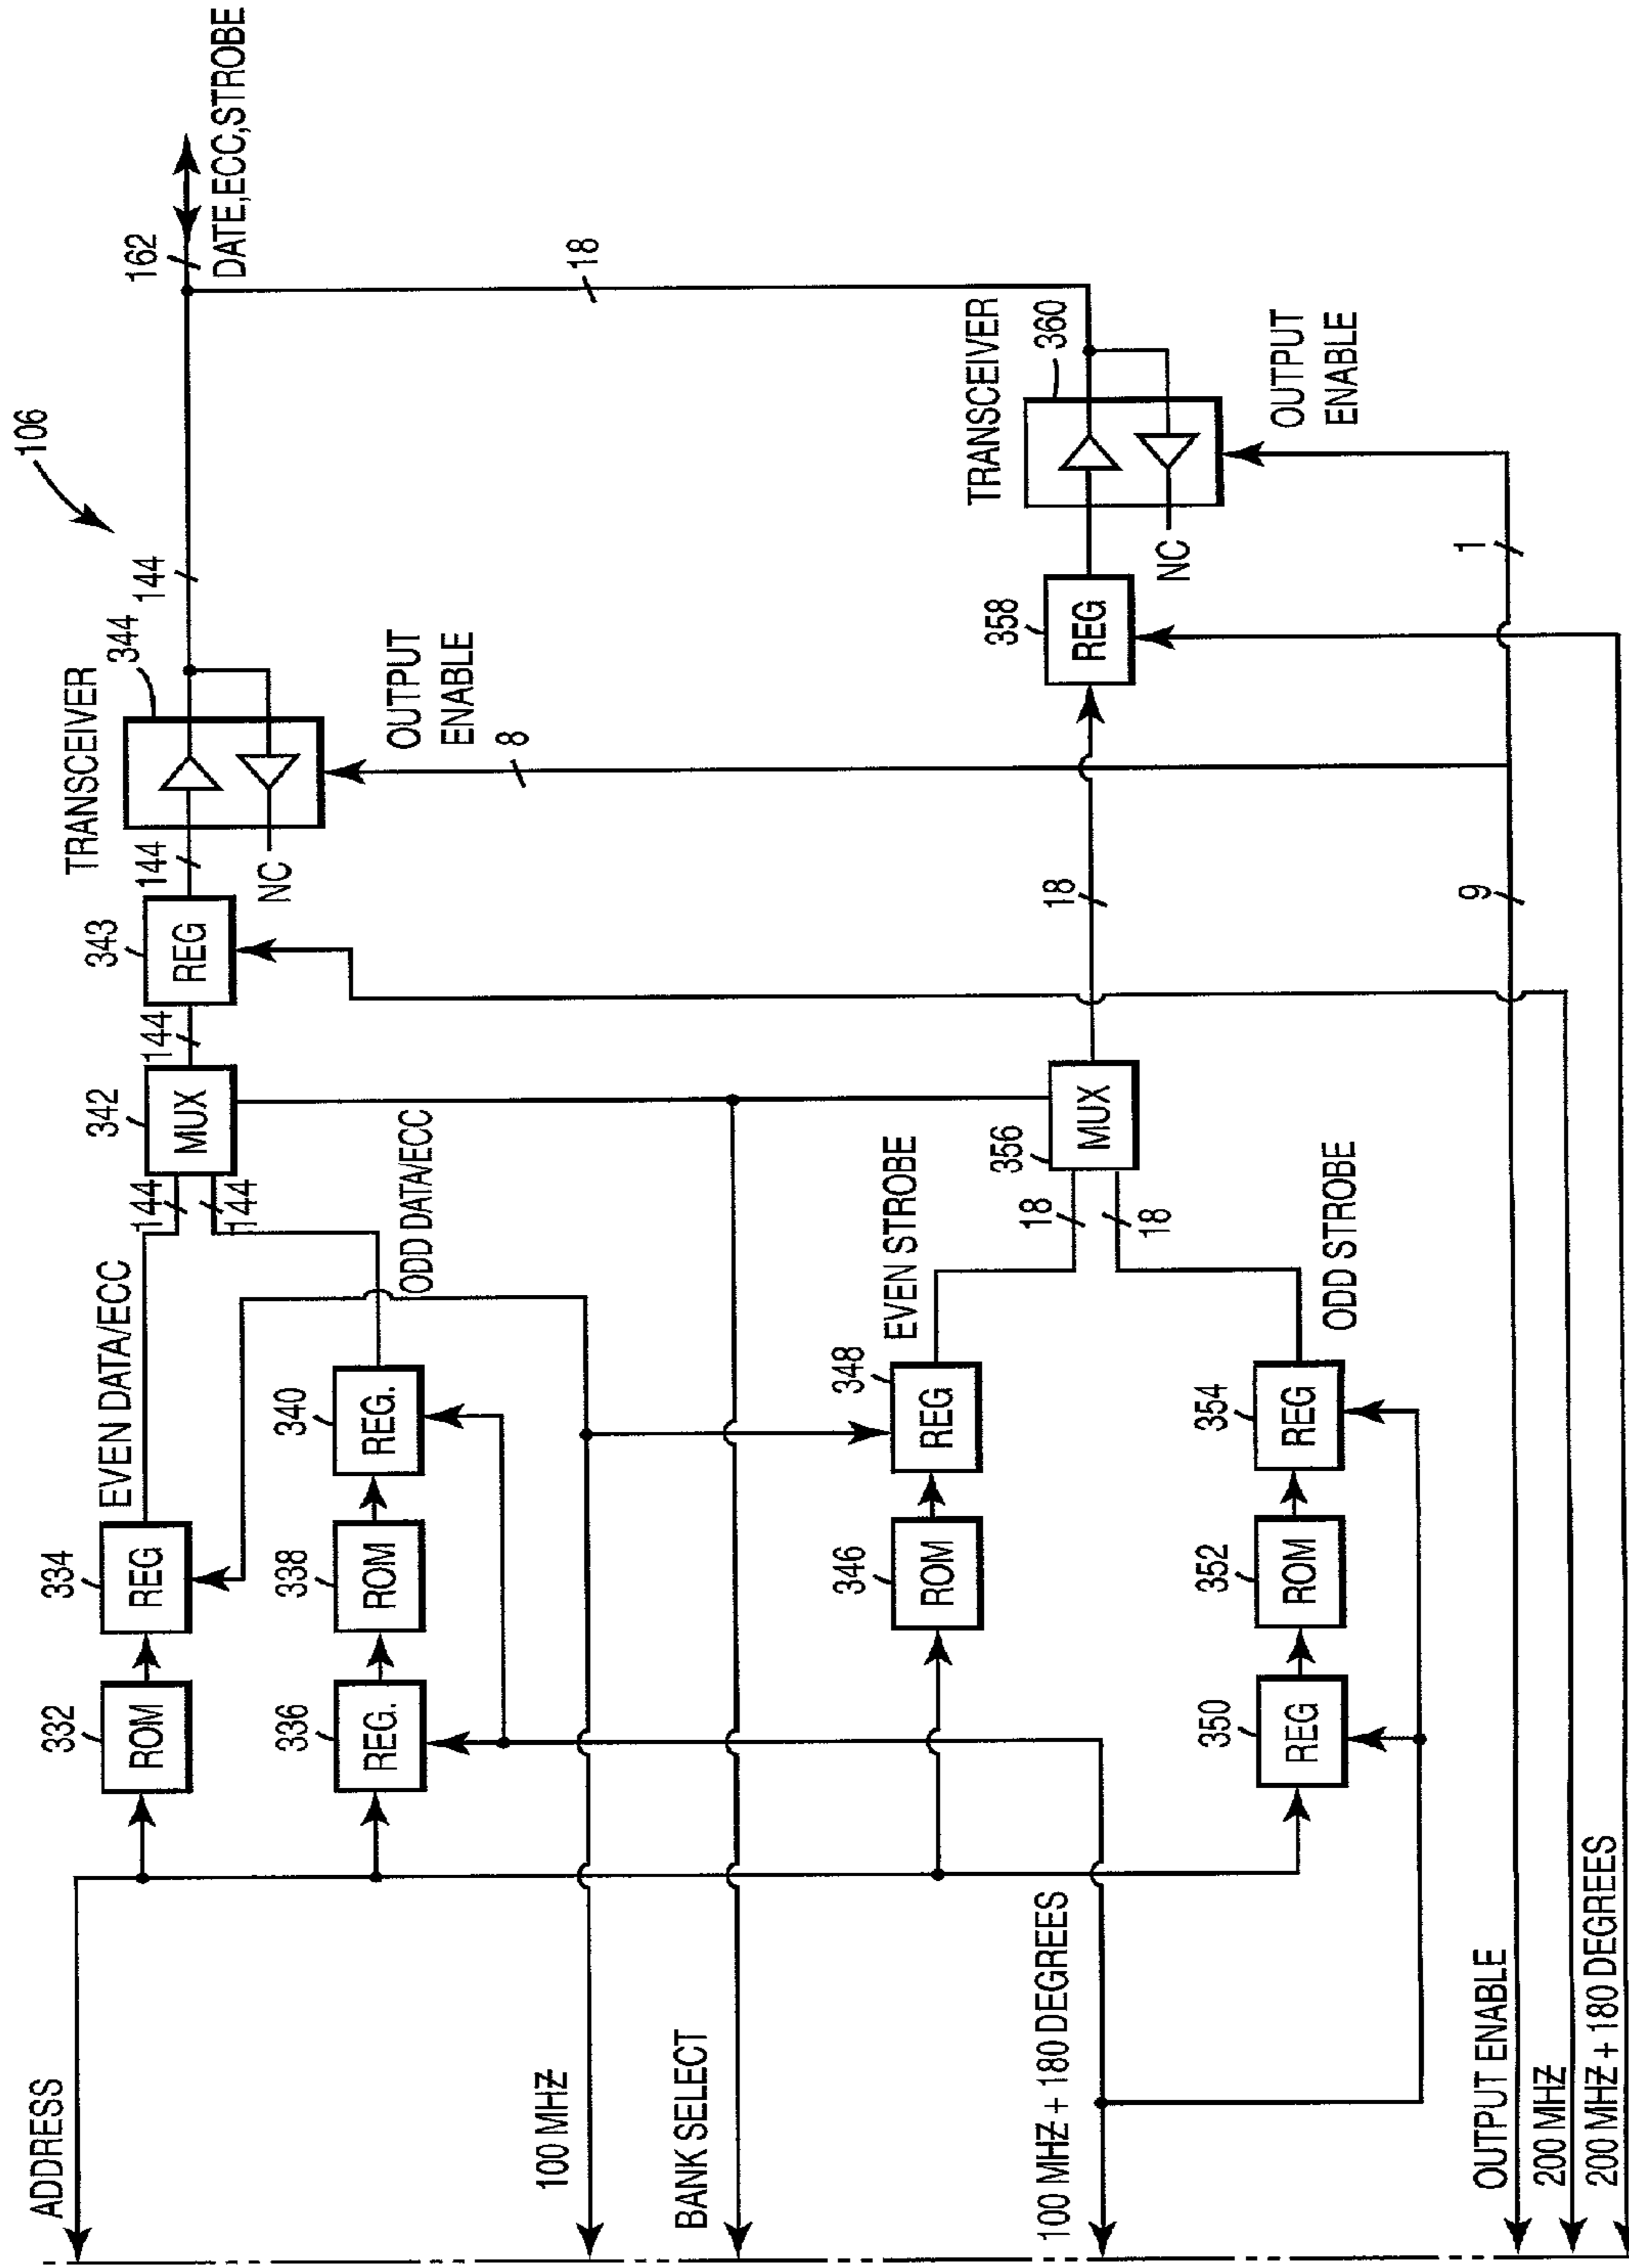 106
ADDRESS
332
ROM
334
REG
EVEN DATA/ECC
144
144
342
MUX
144
343
REG
144
TRANSCEIVER
344
NC
144
162
DATE,ECC,STROBE
336
REG.
338
ROM
340
REG.
ODD DATA/ECC
OUTPUT
ENABLE
8
100 MHZ
BANK SELECT
346
ROM
348
REG
EVEN STROBE
18
18
356
MUX
18
358
REG
TRANSCEIVER
360
NC
18
100 MHZ + 180 DEGREES
350
REG
352
ROM
354
REG
ODD STROBE
OUTPUT
ENABLE
OUTPUT ENABLE
9
1
200 MHZ
200 MHZ + 180 DEGREES